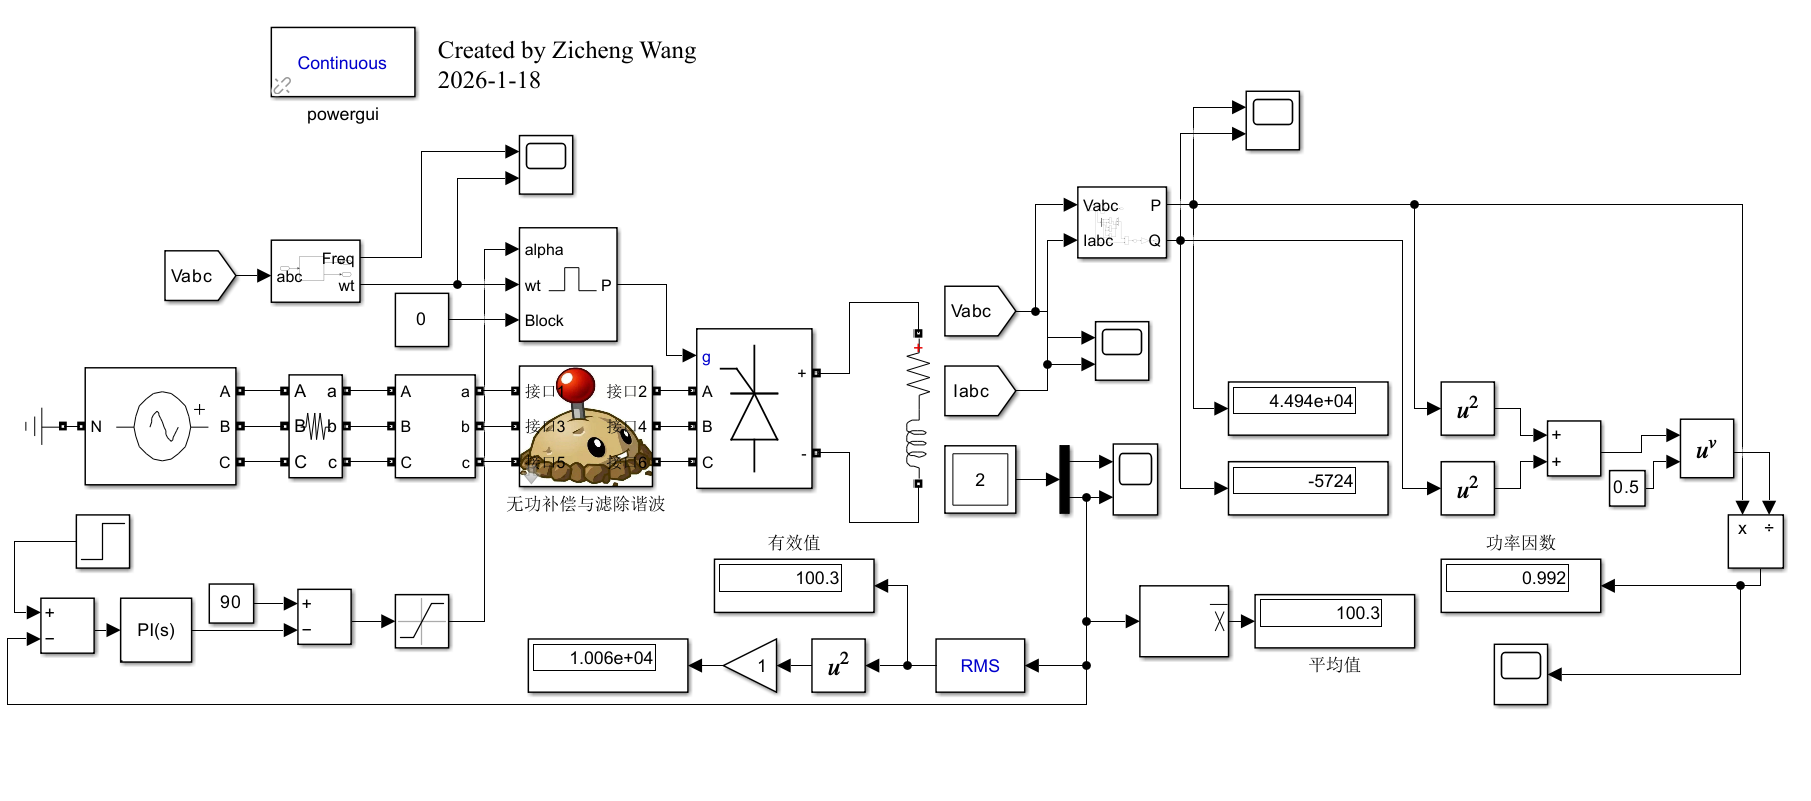 Continuous
powergui
Created by Zicheng Wang
2026-1-18
Vabc
abc
Freq
wt
0
alpha
wt
Block
P
Vabc
Iabc
P
Q
Vabc
Iabc
N
+
A
B
C
A
B
C
a
b
c
A
B
C
a
b
c
接口
接口3
接口5
接口2
接口4
接口6
无功补偿与滤除谐波
g
A
B
C
+
-
+
2
4.494e+04
-5724
u²
u²
+
+
0.5
uᵛ
x ÷
功率因数
0.992
有效值
100.3
1.006e+04
1
u²
RMS
x̅
100.3
平均值
+
−
PI(s)
90
+
−